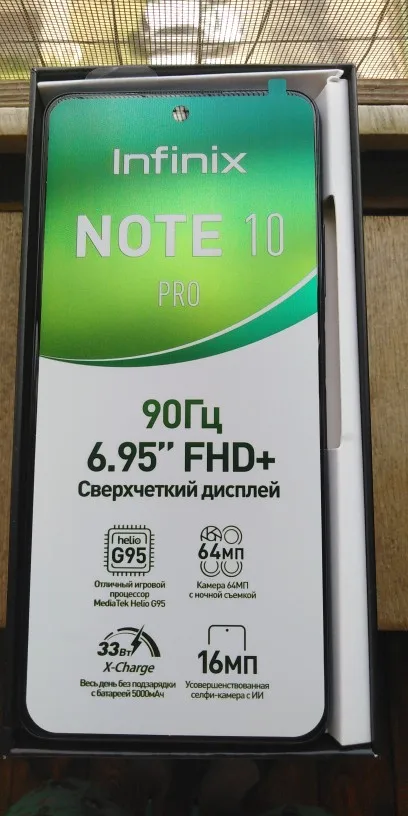 Infinix
NOTE 10
PRO
90Гц
6.95” FHD+
Сверхчеткий дисплей
helio
G95
Отличный игровой
процессор
MediaTek Helio G95
64МП
Камера 64МП
с ночной съемкой
33Вт
X-Charge
Весь день без подзарядки
с батареей 5000мАч
16МП
Усовершенствованная
селфи-камера с ИИ